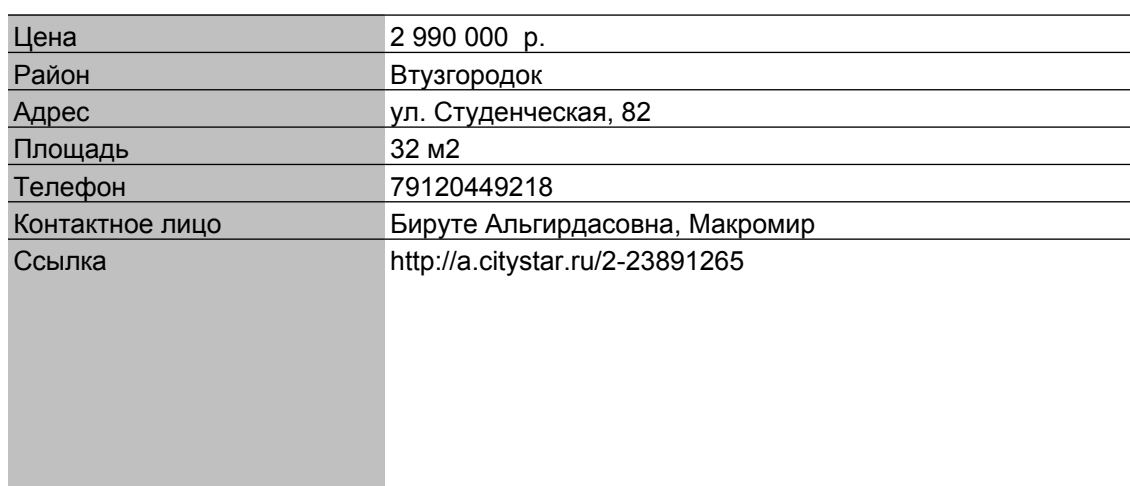 Цена 2 990 000 р.
Район Втузгородок
Адрес ул. Студенческая, 82
Площадь 32 м2
Телефон 79120449218
Контактное лицо Бируте Альгирдасовна, Макромир
Ссылка http://a.citystar.ru/2-23891265